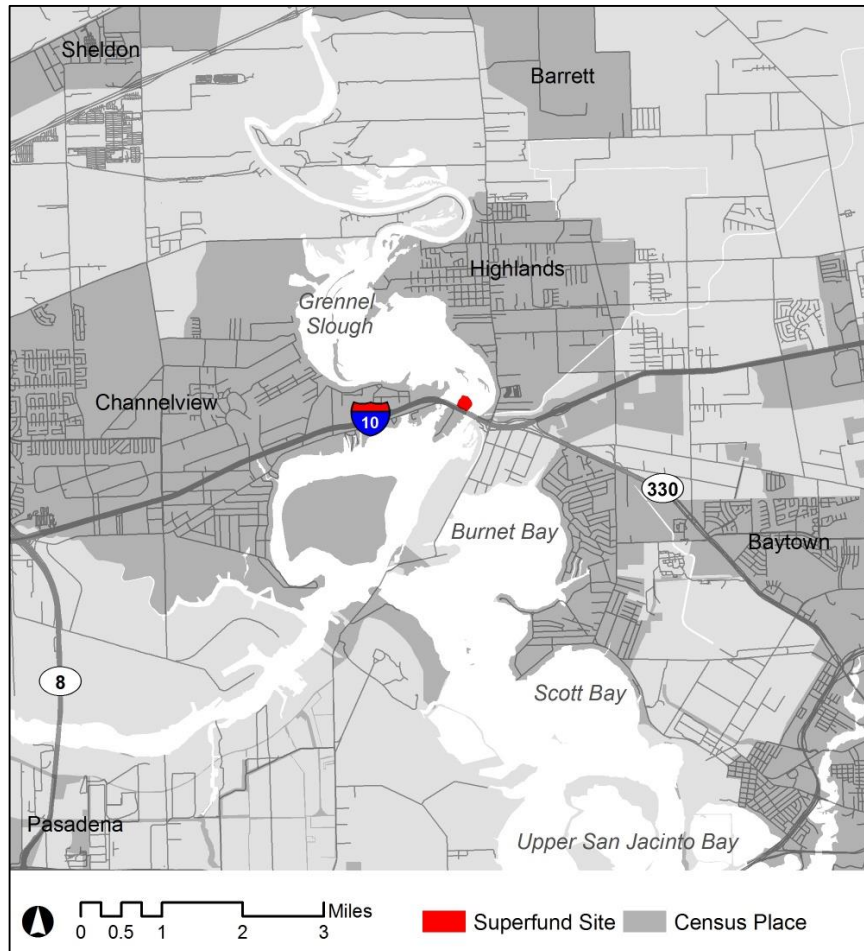 Sheldon
Barrett
Highlands
Grennel
Slough
Channelview
10
330
Burnet Bay
Baytown
8
Scott Bay
Pasadena
Upper San Jacinto Bay
Miles
0 0.5 1 2 3
Superfund Site
Census Place